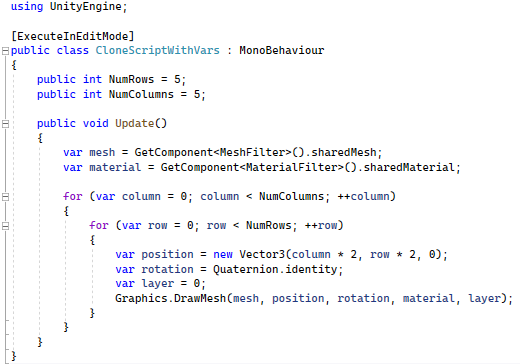 using UnityEngine;
[ExecuteInEditMode]
public class CloneScriptWithVars : MonoBehaviour
{
public int NumRows = 5;
public int NumColumns = 5;
public void Update()
{
var mesh = GetComponent<MeshFilter>().sharedMesh;
var material = GetComponent<MaterialFilter>().sharedMaterial;
for (var column = 0; column < NumColumns; ++column)
{
for (var row = 0; row < NumRows; ++row)
{
var position = new Vector3(column * 2, row * 2, 0);
var rotation = Quaternion.identity;
var layer = 0;
Graphics.DrawMesh(mesh, position, rotation, material, layer);
}
}
}
}